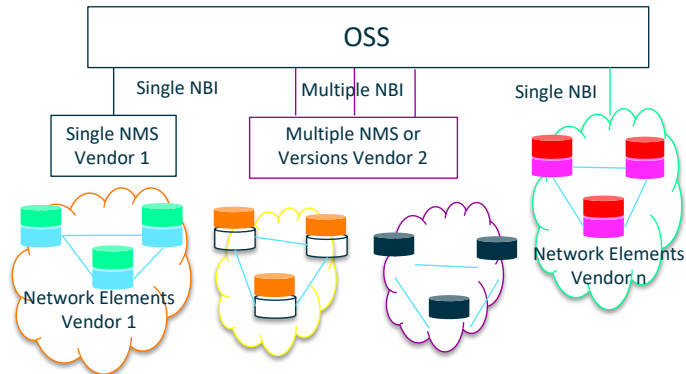 OSS
Single NBI
Multiple NBI
Single NBI
Single NMS
Vendor 1
Multiple NMS or
Versions Vendor 2
Network Elements
Vendor 1
Network Elements
Vendor n